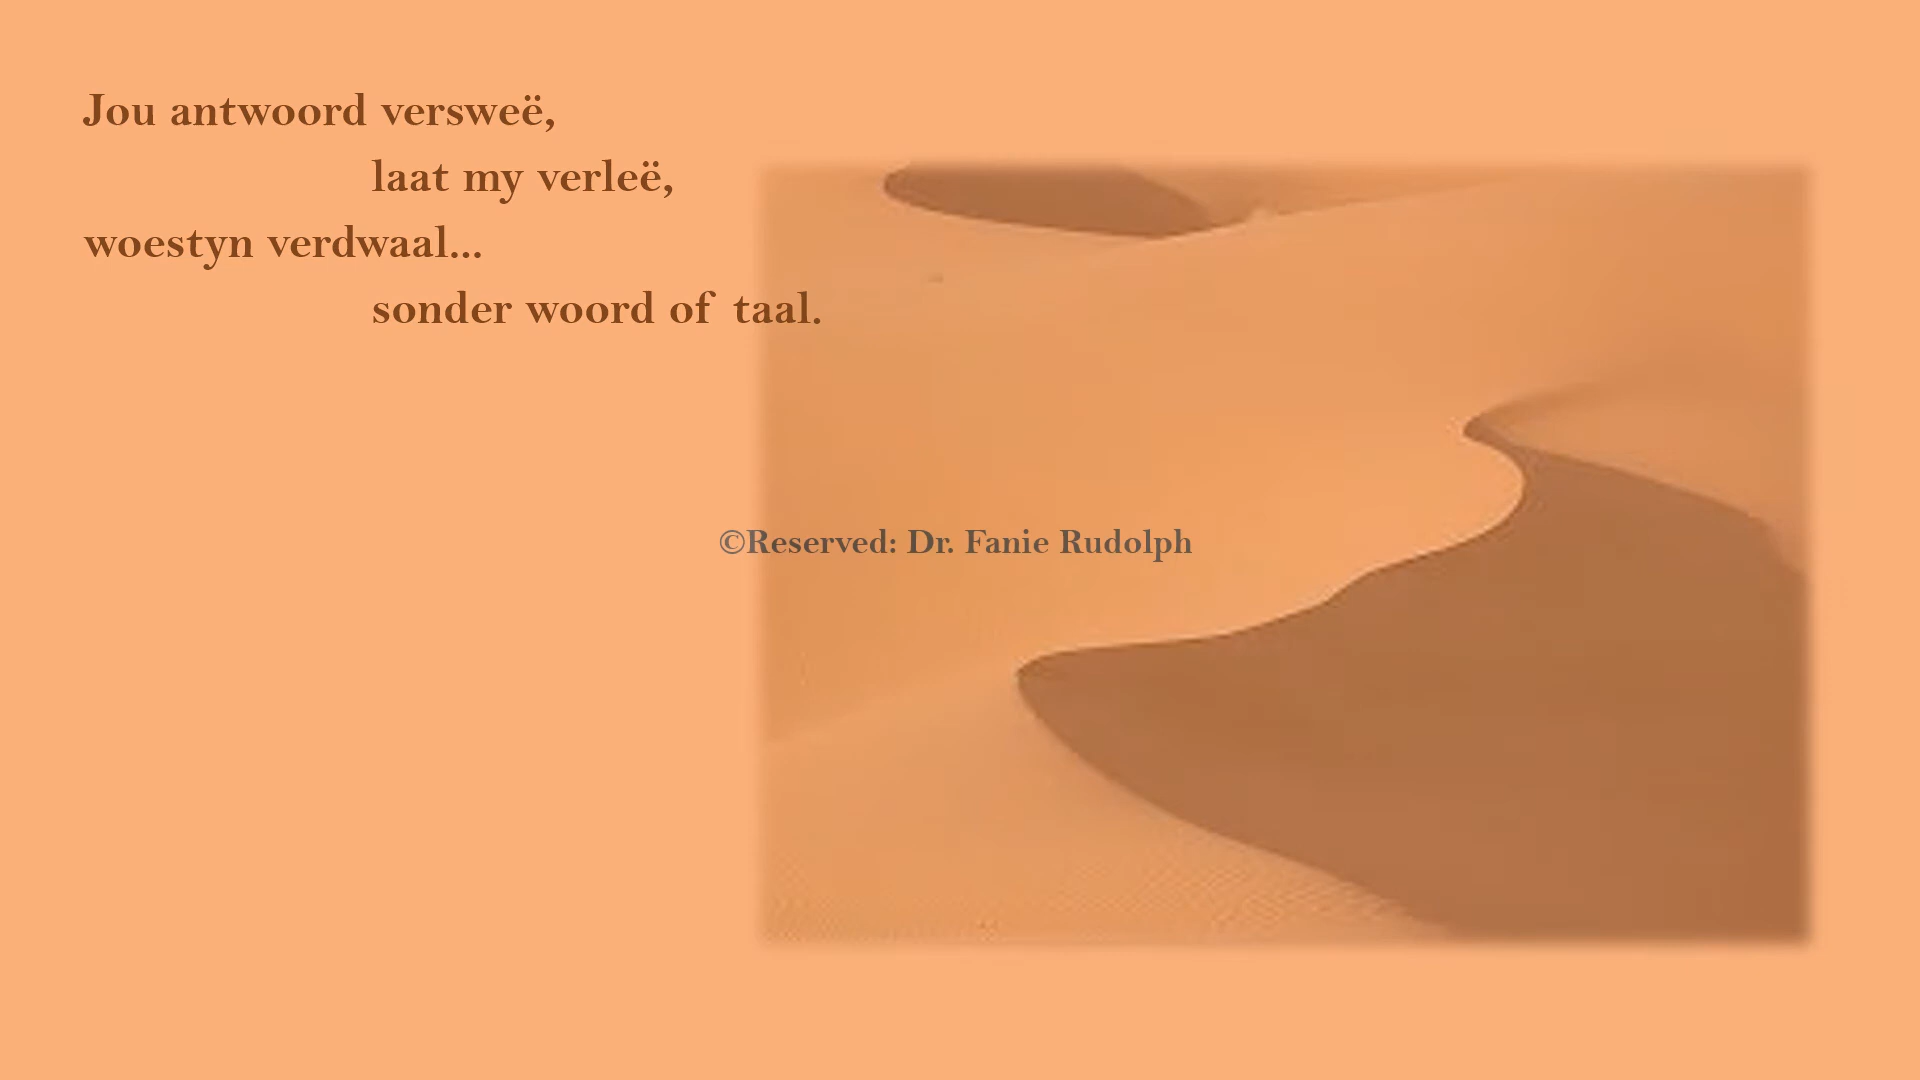 Jou antwoord versweë,
laat my verleë,
woestyn verdwaal...
sonder woord of taal.
©Reserved: Dr. Fanie Rudolph